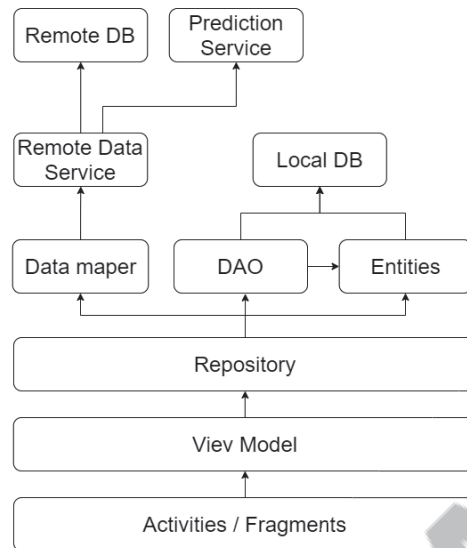 Remote DB
Prediction
Service
Remote Data
Service
Local DB
Data maper
DAO
Entities
Repository
Viev Model
Activities / Fragments